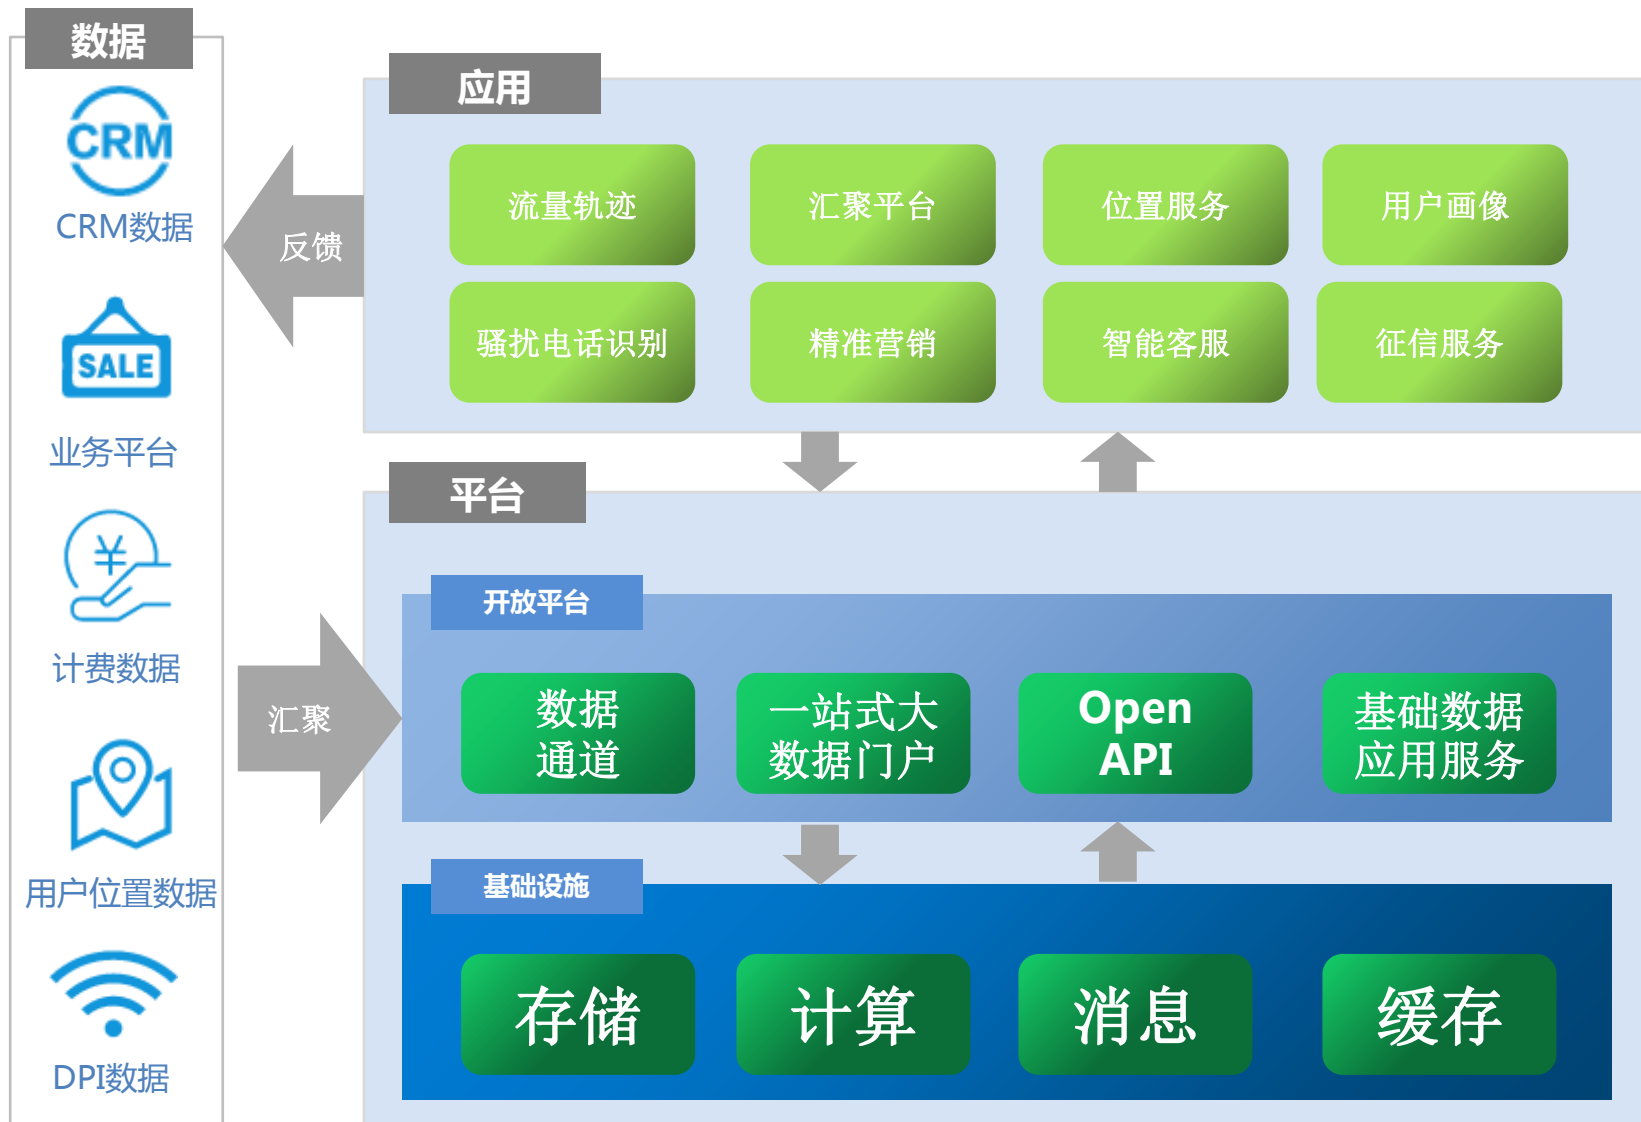 数据
CRM
CRM数据
SALE
业务平台
¥
计费数据
用户位置数据
DPI数据
反馈
汇聚
应用
流量轨迹
汇聚平台
位置服务
用户画像
骚扰电话识别
精准营销
智能客服
征信服务
平台
开放平台
数据
通道
一站式大
数据门户
Open
API
基础数据
应用服务
基础设施
存储
计算
消息
缓存